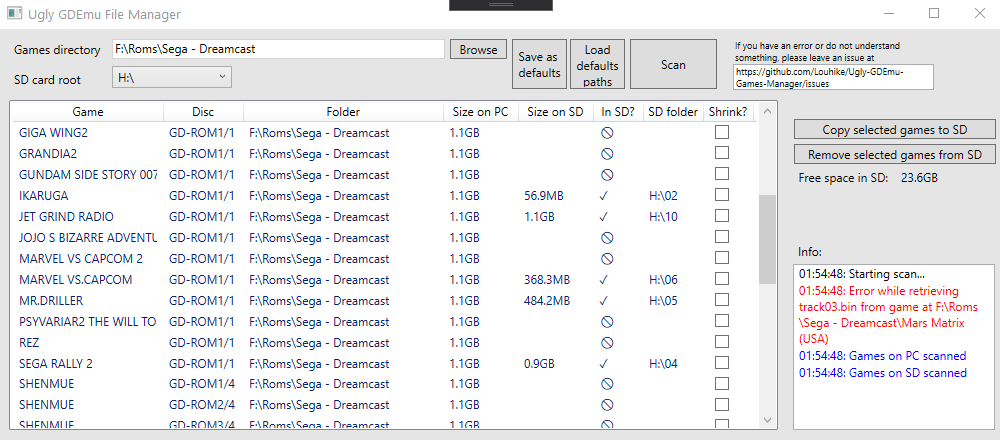 Ugly GDEmu File Manager
Games directory F:\Roms\Sega - Dreamcast Browse
SD card root H:\
Save as
defaults
Load
defaults
paths
Scan
If you have an error or do not understand
something, please leave an issue at
https://github.com/Louhike/Ugly-GDEmu-
Games-Manager/issues
Game Disc Folder Size on PC Size on SD In SD? SD folder Shrink?
GIGA WING2 GD-ROM1/1 F:\Roms\Sega - Dreamcast 1.1GB
GRANDIA2 GD-ROM1/1 F:\Roms\Sega - Dreamcast 1.1GB
GUNDAM SIDE STORY 007 GD-ROM1/1 F:\Roms\Sega - Dreamcast 1.1GB
IKARUGA GD-ROM1/1 F:\Roms\Sega - Dreamcast 1.1GB 56.9MB ✓ H:\02
JET GRIND RADIO GD-ROM1/1 F:\Roms\Sega - Dreamcast 1.1GB 1.1GB ✓ H:\10
JOJO S BIZARRE ADVENTU GD-ROM1/1 F:\Roms\Sega - Dreamcast 1.1GB
MARVEL VS CAPCOM 2 GD-ROM1/1 F:\Roms\Sega - Dreamcast 1.1GB
MARVEL VS.CAPCOM GD-ROM1/1 F:\Roms\Sega - Dreamcast 1.1GB 368.3MB ✓ H:\06
MR.DRILLER GD-ROM1/1 F:\Roms\Sega - Dreamcast 1.1GB 484.2MB ✓ H:\05
PSYVARIAR2 THE WILL TO GD-ROM1/1 F:\Roms\Sega - Dreamcast 1.1GB
REZ GD-ROM1/1 F:\Roms\Sega - Dreamcast 1.1GB
SEGA RALLY 2 GD-ROM1/1 F:\Roms\Sega - Dreamcast 1.1GB 0.9GB ✓ H:\04
SHENMUE GD-ROM1/4 F:\Roms\Sega - Dreamcast 1.1GB
SHENMUE GD-ROM2/4 F:\Roms\Sega - Dreamcast 1.1GB
SHENMUE GD-ROM3/4 F:\Roms\Sega - Dreamcast 1.1GB
Copy selected games to SD
Remove selected games from SD
Free space in SD: 23.6GB
Info:
01:54:48: Starting scan...
01:54:48: Error while retrieving
track03.bin from game at F:\Roms
\Sega - Dreamcast\Mars Matrix
(USA)
01:54:48: Games on PC scanned
01:54:48: Games on SD scanned